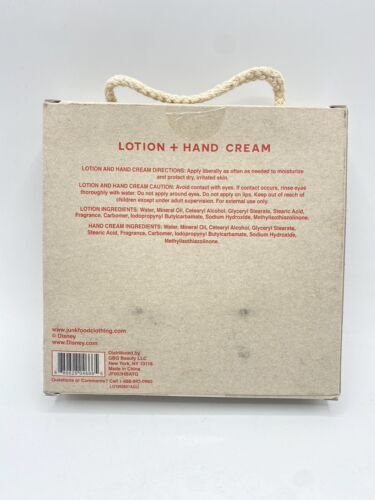 LOTION + HAND CREAM
LOTION AND HAND CREAM DIRECTIONS: Apply liberally as often as needed to moisturize
and protect dry, irritated skin.
LOTION AND HAND CREAM CAUTION: Avoid contact with eyes. If contact occurs, rinse eyes
thoroughly with water. Do not apply around eyes. Do not apply on lips. Keep out of reach of
children except under adult supervision. For external use only.
LOTION INGREDIENTS: Water, Mineral Oil, Cetearyl Alcohol, Glyceryl Stearate, Stearic Acid,
Fragrance, Carbomer, Iodopropynyl Butylcarbamate, Sodium Hydroxide, Methylisothiazolinone.
HAND CREAM INGREDIENTS: Water, Mineral Oil, Cetearyl Alcohol, Glyceryl Stearate,
Stearic Acid, Fragrance, Carbomer, Iodopropynyl Butylcarbamate, Sodium Hydroxide,
Methylisothiazolinone.
www.junkfoodclothing.com
© Disney
www.Disney.com
Distributed by
GBG Beauty LLC
New York, NY 10118
Made in China
Questions or Comments? Call